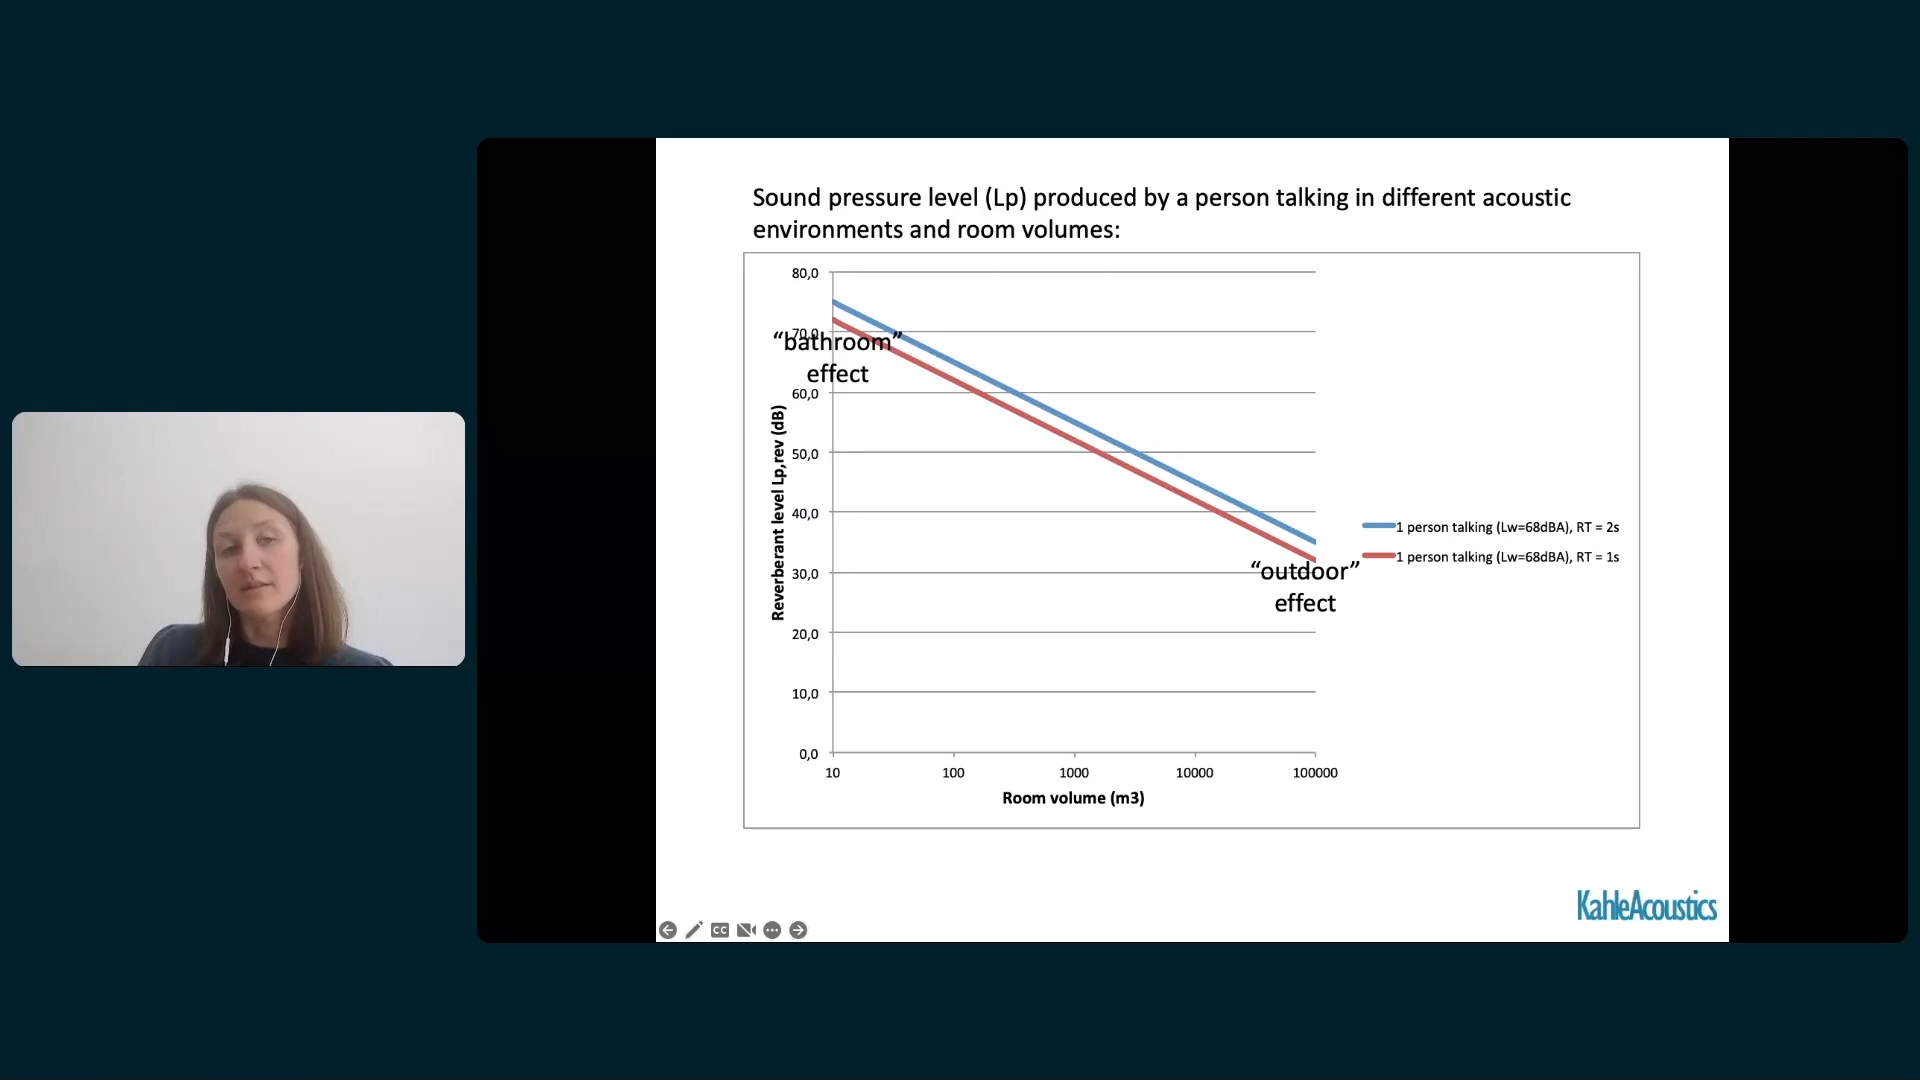 Sound pressure level (Lp) produced by a person talking in different acoustic
environments and room volumes:
80,0
70,0
60,0
50,0
40,0
30,0
20,0
10,0
0,0
Reverberant level Lp,rev (dB)
"bathroom"
effect
"outdoor"
effect
1 person talking (Lw=68dBA), RT = 2s
1 person talking (Lw=68dBA), RT = 1s
10
100
1000
10000
100000
Room volume (m3)
KahleAcoustics
CC